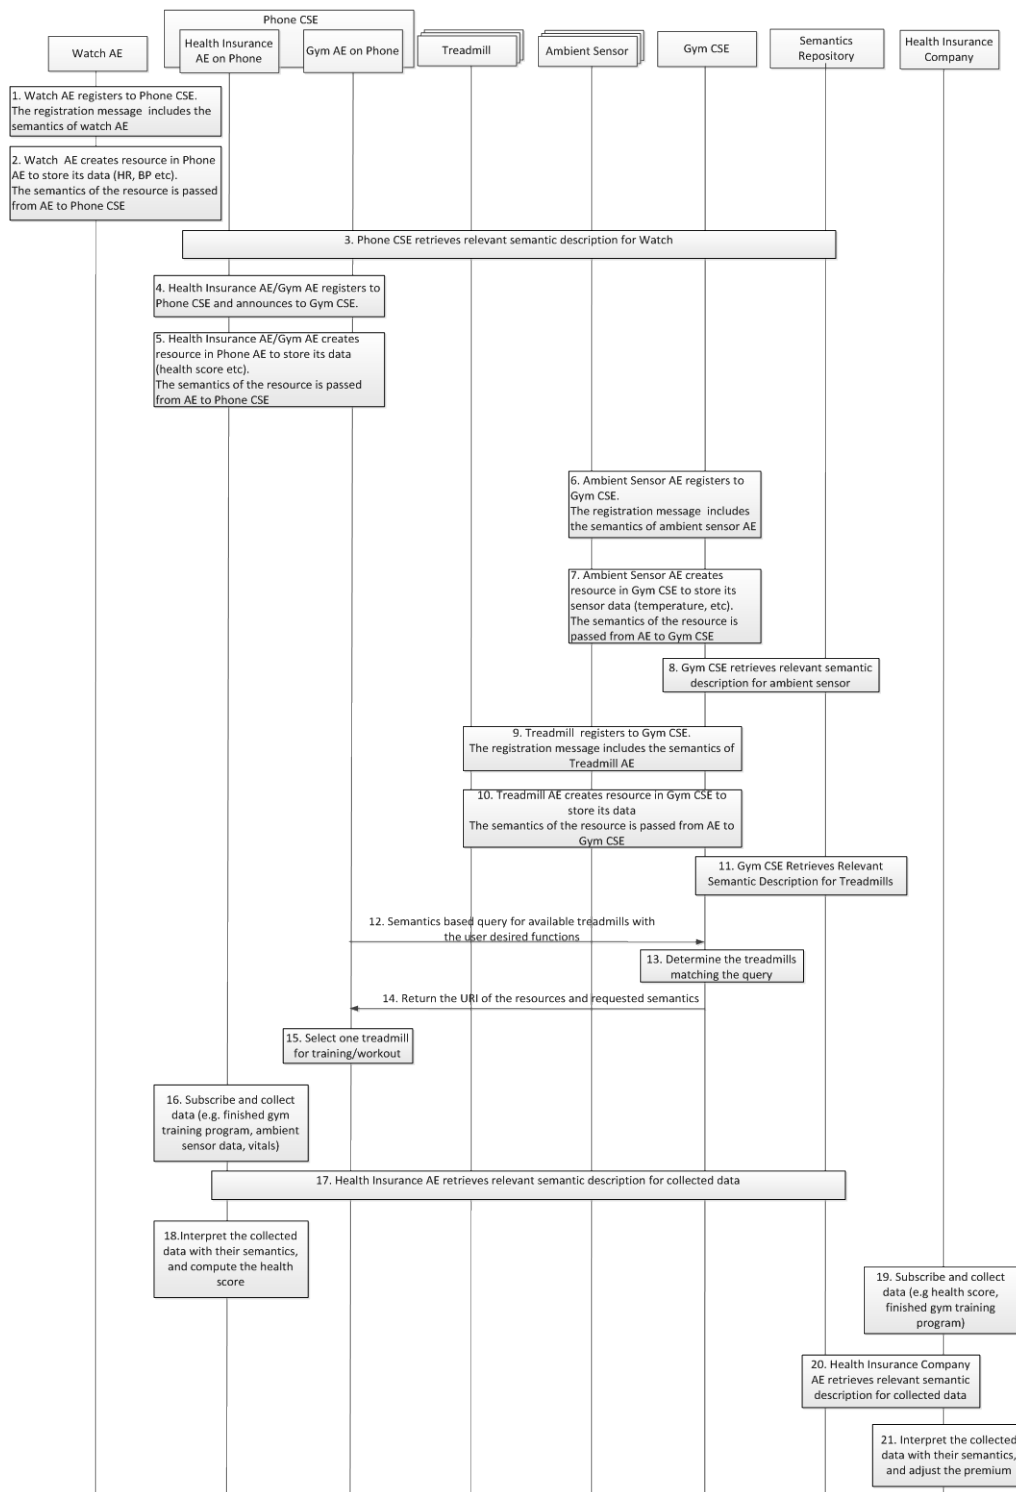 Phone CSE
Watch AE
Health Insurance
AE on Phone
Gym AE on Phone
Treadmill
Ambient Sensor
Gym CSE
Semantics
Repository
Health Insurance
Company
1. Watch AE registers to Phone CSE.
The registration message includes the
semantics of watch AE
2. Watch AE creates resource in Phone
AE to store its data (HR, BP etc).
The semantics of the resource is passed
from AE to Phone CSE
3. Phone CSE retrieves relevant semantic description for Watch
4. Health Insurance AE/Gym AE registers to
Phone CSE and announces to Gym CSE.
5. Health Insurance AE/Gym AE creates
resource in Phone AE to store its data
(health score etc).
The semantics of the resource is passed
from AE to Phone CSE
6. Ambient Sensor AE registers to
Gym CSE.
The registration message includes
the semantics of ambient sensor AE
7. Ambient Sensor AE creates
resource in Gym CSE to store its
sensor data (temperature, etc).
The semantics of the resource is
passed from AE to Gym CSE
8. Gym CSE retrieves relevant semantic
description for ambient sensor
9. Treadmill registers to Gym CSE.
The registration message includes the semantics of
Treadmill AE
10. Treadmill AE creates resource in Gym CSE to
store its data
The semantics of the resource is passed from AE to
Gym CSE
11. Gym CSE Retrieves Relevant
Semantic Description for Treadmills
12. Semantics based query for available treadmills with
the user desired functions
13. Determine the treadmills
matching the query
14. Return the URI of the resources and requested semantics
15. Select one treadmill
for training/workout
16. Subscribe and collect
data (e.g. finished gym
training program, ambient
sensor data, vitals)
17. Health Insurance AE retrieves relevant semantic description for collected data
18.Interpret the collected
data with their semantics,
and compute the health
score
19. Subscribe and collect
data (e.g health score,
finished gym training
program)
20. Health Insurance Company
AE retrieves relevant semantic
description for collected data
21. Interpret the collected
data with their semantics,
and adjust the premium